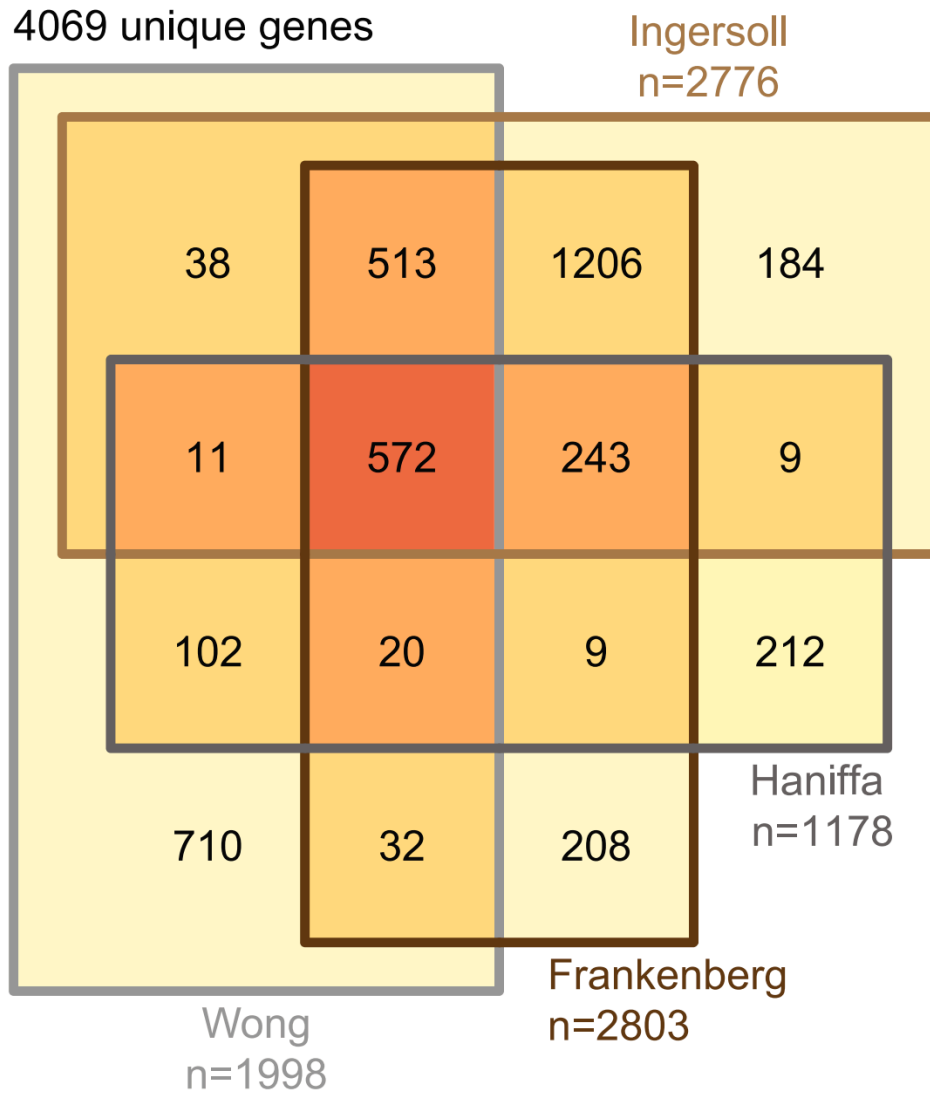 4069 unique genes
Ingersoll
n=2776
38 513 1206 184
11 572 243 9
102 20 9 212
Haniffa
n=1178
710 32 208
Frankenberg
n=2803
Wong
n=1998